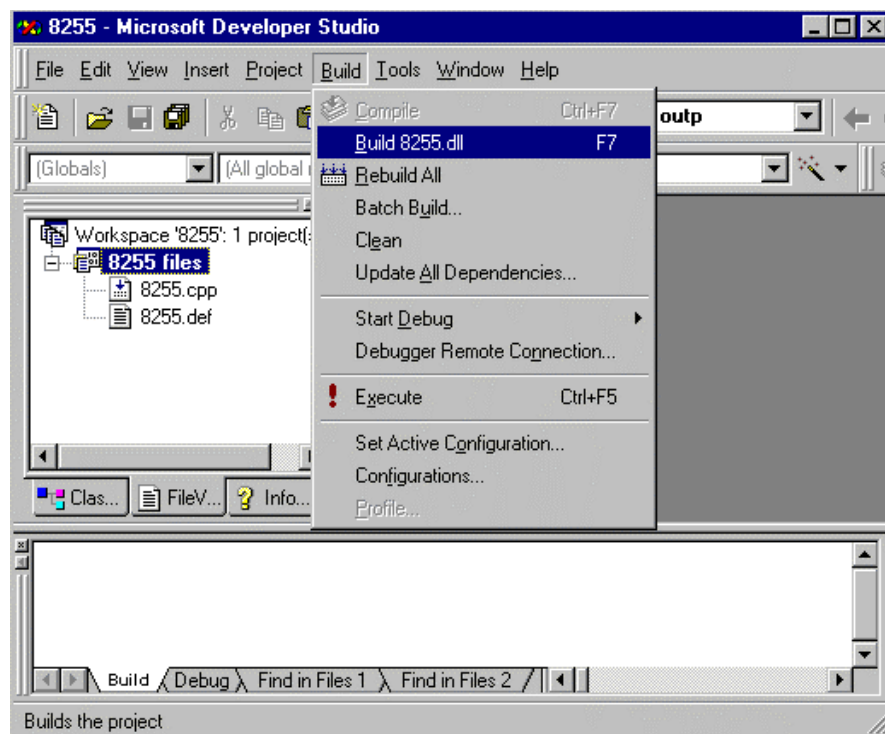 8255 - Microsoft Developer Studio
File Edit View Insert Project Build Tools Window Help
outp
(Globals) (All global
Compile Ctrl+F7
Build 8255.dll F7
Rebuild All
Batch Build...
Clean
Update All Dependencies...
Start Debug
Debugger Remote Connection...
Execute Ctrl+F5
Set Active Configuration...
Configurations...
Profile...
Workspace '8255': 1 project(
8255 files
8255.cpp
8255.def
Clas... FileV... Info...
Build Debug Find in Files 1 Find in Files 2
Builds the project